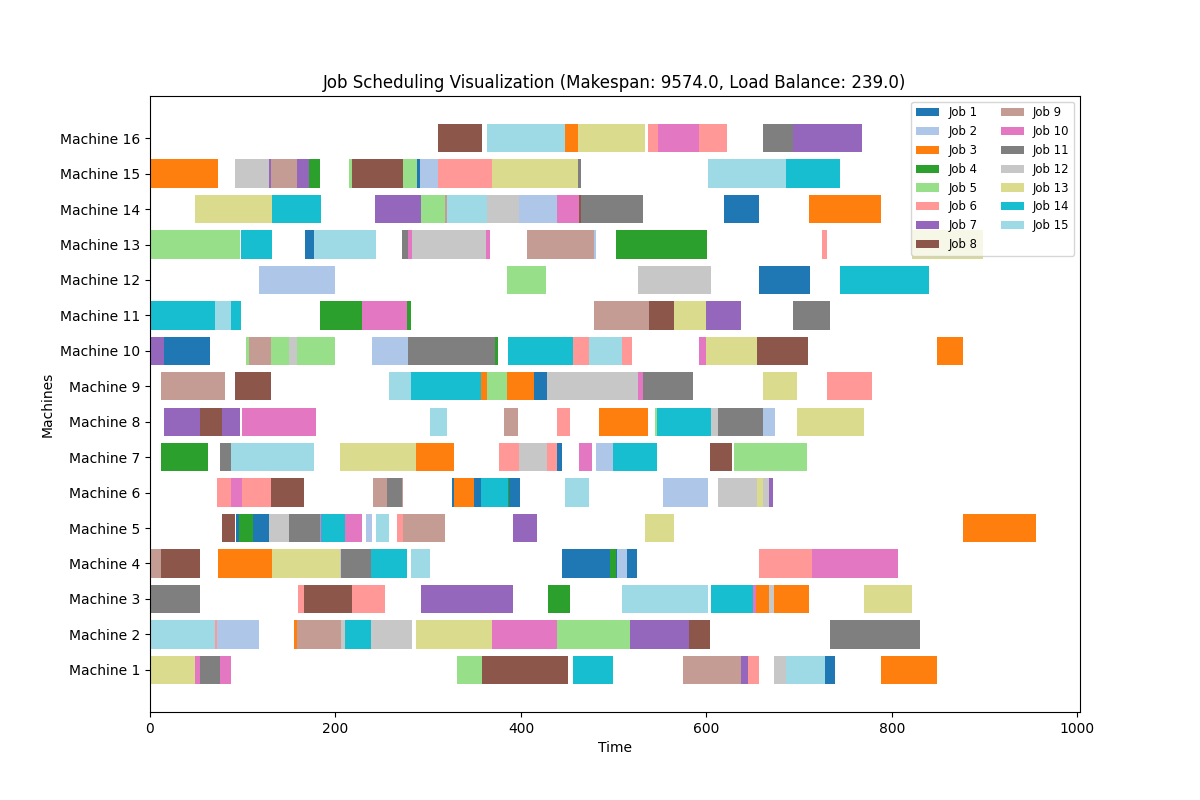 Job Scheduling Visualization (Makespan: 9574.0, Load Balance: 239.0)
Machine 16
Machine 15
Machine 14
Machine 13
Machine 12
Machine 11
Machine 10
Machine 9
Machine 8
Machine 7
Machine 6
Machine 5
Machine 4
Machine 3
Machine 2
Machine 1
Machines
0
200
400
600
800
1000
Time
Job 1
Job 2
Job 3
Job 4
Job 5
Job 6
Job 7
Job 8
Job 9
Job 10
Job 11
Job 12
Job 13
Job 14
Job 15